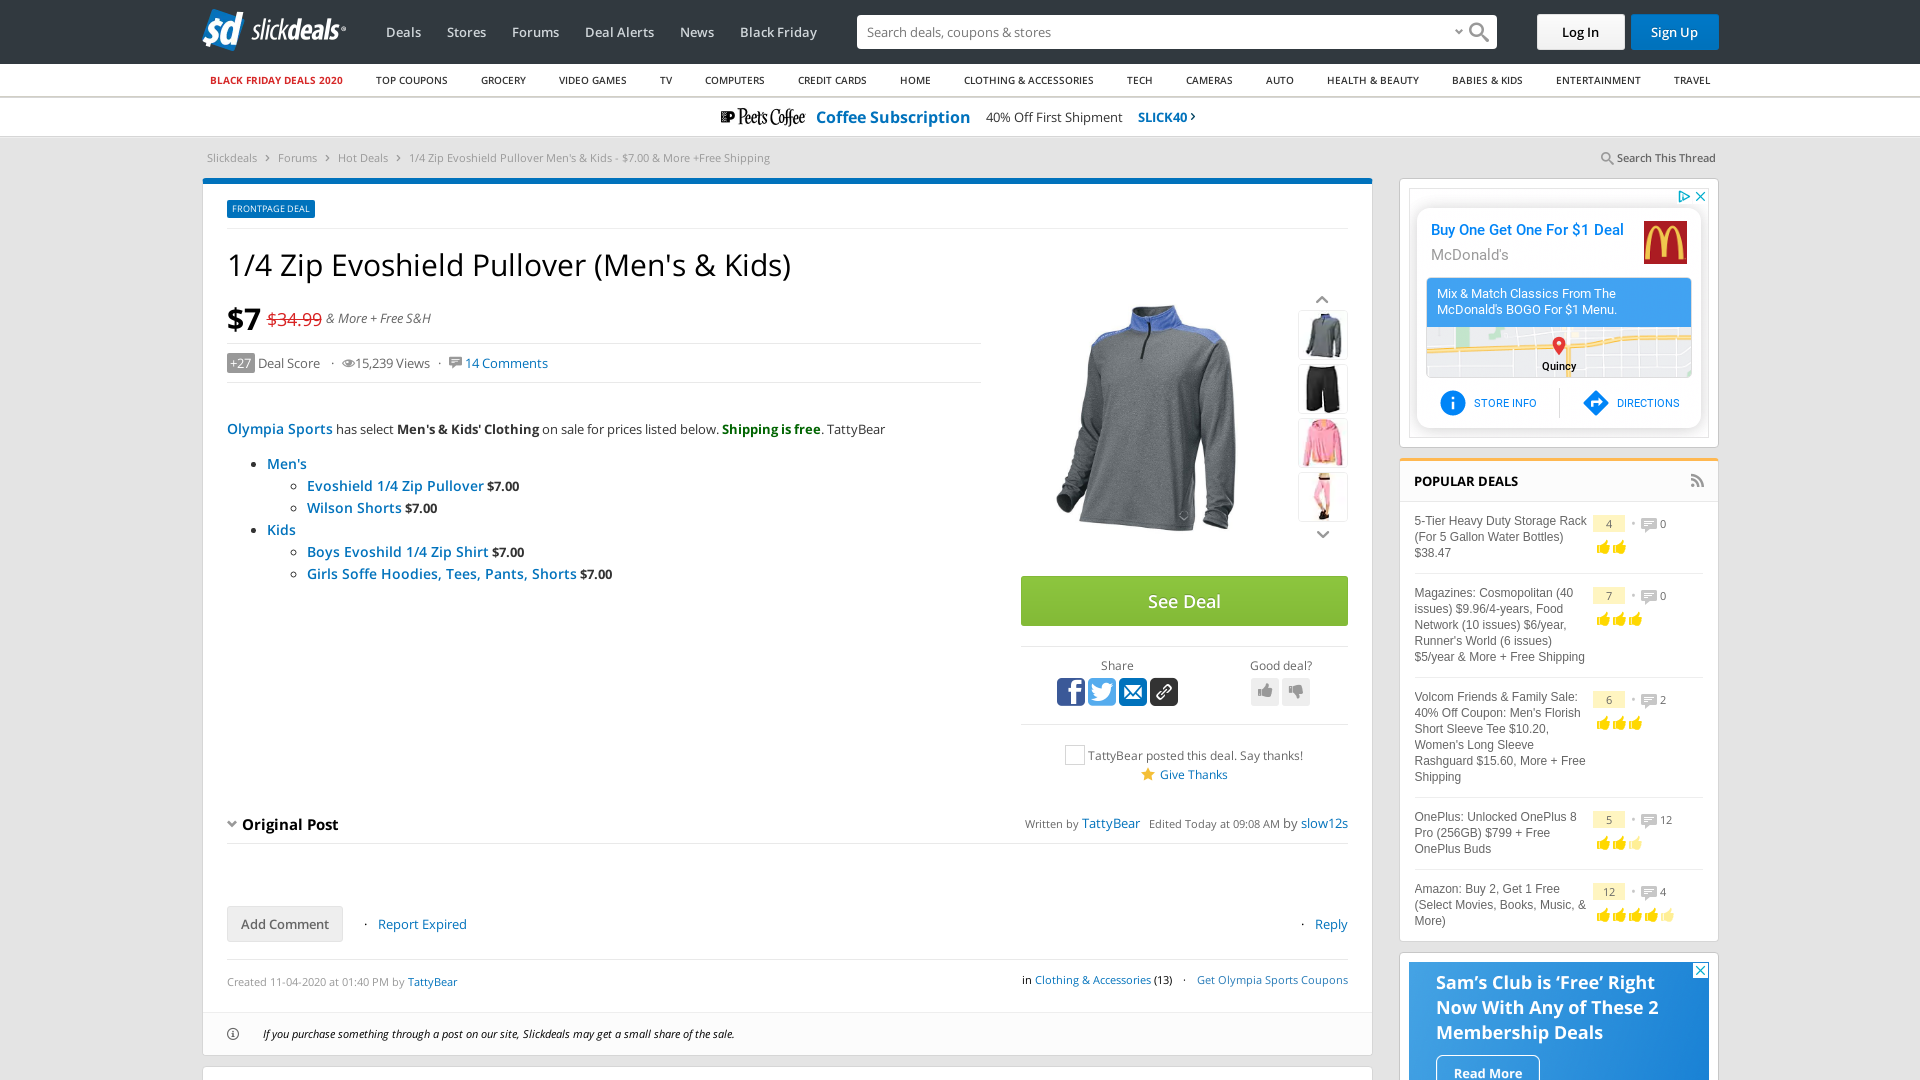 sd slickdeals
Deals
Stores
Forums
Deal Alerts
News
Black Friday
Search deals, coupons & stores
Log In
Sign Up
BLACK FRIDAY DEALS 2020
TOP COUPONS
GROCERY
VIDEO GAMES
TV
COMPUTERS
CREDIT CARDS
HOME
CLOTHING & ACCESSORIES
TECH
CAMERAS
AUTO
HEALTH & BEAUTY
BABIES & KIDS
ENTERTAINMENT
TRAVEL
Peet's Coffee Coffee Subscription 40% Off First Shipment SLICK40
Slickdeals > Forums > Hot Deals > 1/4 Zip Evoshield Pullover Men's & Kids - $7.00 & More +Free Shipping
Search This Thread
FRONTPAGE DEAL
1/4 Zip Evoshield Pullover (Men's & Kids)
$7 $34.99 & More + Free S&H
+27 Deal Score · 15,239 Views · 14 Comments
Olympia Sports has select Men's & Kids' Clothing on sale for prices listed below. Shipping is free. TattyBear
Men's
Evoshield 1/4 Zip Pullover $7.00
Wilson Shorts $7.00
Kids
Boys Evoshild 1/4 Zip Shirt $7.00
Girls Soffe Hoodies, Tees, Pants, Shorts $7.00
See Deal
Share
Good deal?
TattyBear posted this deal. Say thanks!
Give Thanks
Original Post
Written by TattyBear Edited Today at 09:08 AM by slow12s
Add Comment
· Report Expired
· Reply
Created 11-04-2020 at 01:40 PM by TattyBear
in Clothing & Accessories (13) · Get Olympia Sports Coupons
If you purchase something through a post on our site, Slickdeals may get a small share of the sale.
Buy One Get One For $1 Deal
McDonald's
Mix & Match Classics From The
McDonald's BOGO For $1 Menu.
Quincy
STORE INFO
DIRECTIONS
POPULAR DEALS
5-Tier Heavy Duty Storage Rack
(For 5 Gallon Water Bottles)
$38.47
4 · 0
Magazines: Cosmopolitan (40
issues) $9.96/4-years, Food
Network (10 issues) $6/year,
Runner's World (6 issues)
$5/year & More + Free Shipping
7 · 0
Volcom Friends & Family Sale:
40% Off Coupon: Men's Florish
Short Sleeve Tee $10.20,
Women's Long Sleeve
Rashguard $15.60, More + Free
Shipping
6 · 2
OnePlus: Unlocked OnePlus 8
Pro (256GB) $799 + Free
OnePlus Buds
5 · 12
Amazon: Buy 2, Get 1 Free
(Select Movies, Books, Music, &
More)
12 · 4
Sam's Club is ‘Free’ Right
Now With Any of These 2
Membership Deals
Read More